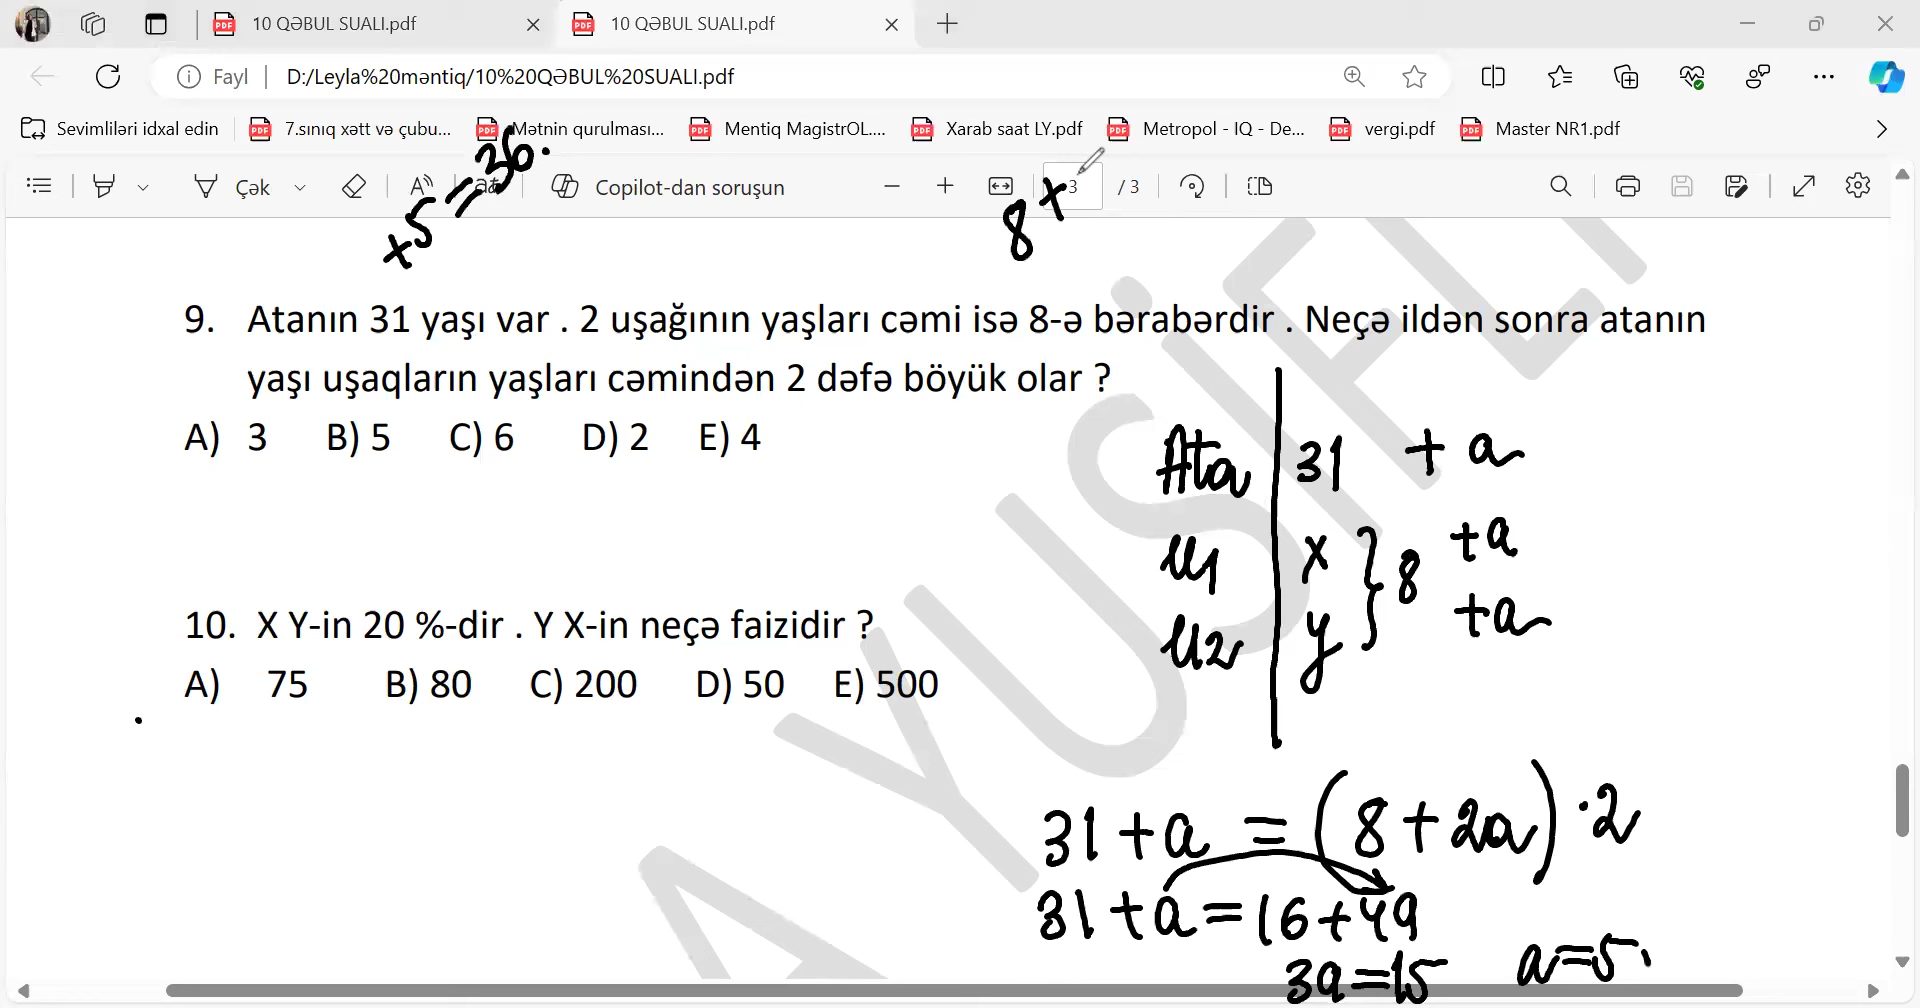 10 QƏBUL SUALI.pdf
10 QƏBUL SUALI.pdf
Fayl
D:/Leyla%20məntiq/10%20QƏBUL%20SUALI.pdf
Sevimliləri idxal edin
7.sınıq xətt və çubu...
Mətnin qurulması...
Mentiq MagistrOL....
Xarab saat LY.pdf
Metropol - IQ - De...
vergi.pdf
Master NR1.pdf
Çək
Copilot-dan soruşun
3 / 3
x5 = 36.
8 x
9. Atanın 31 yaşı var . 2 uşağının yaşları cəmi isə 8-ə bərabərdir . Neçə ildən sonra atanın
yaşı uşaqların yaşları cəmindən 2 dəfə böyük olar ?
A) 3 B) 5 C) 6 D) 2 E) 4
Ata 31 + a
U1 x } 8 + a
U2 y + a
10. X Y-in 20 %-dir . Y X-in neçə faizidir ?
A) 75 B) 80 C) 200 D) 50 E) 500
31 + a = (8 + 2a) · 2
31 + a = 16 + 4a
3a = 15 a = 5
A YUSİFLİ